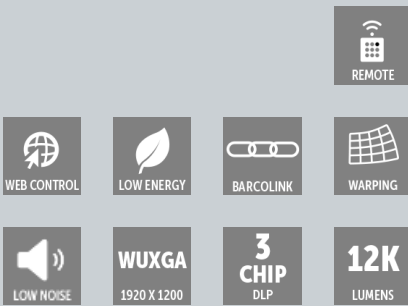 REMOTE
WEB CONTROL
LOW ENERGY
BARCOLINK
WARPING
LOW NOISE
WUXGA
1920 X 1200
3
CHIP
DLP
12K
LUMENS